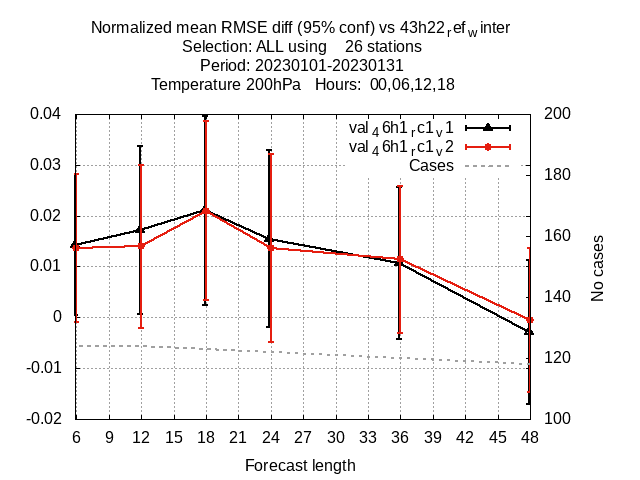 Normalized mean RMSE diff (95% conf) vs 43h22refwinter
Selection: ALL using 26 stations
Period: 20230101-20230131
Temperature 200hPa Hours: 00,06,12,18
0.04
0.03
0.02
0.01
0
-0.01
-0.02
200
180
160
140
120
100
val46h1rc1v1
val46h1rc1v2
Cases
No cases
6 9 12 15 18 21 24 27 30 33 36 39 42 45 48
Forecast length